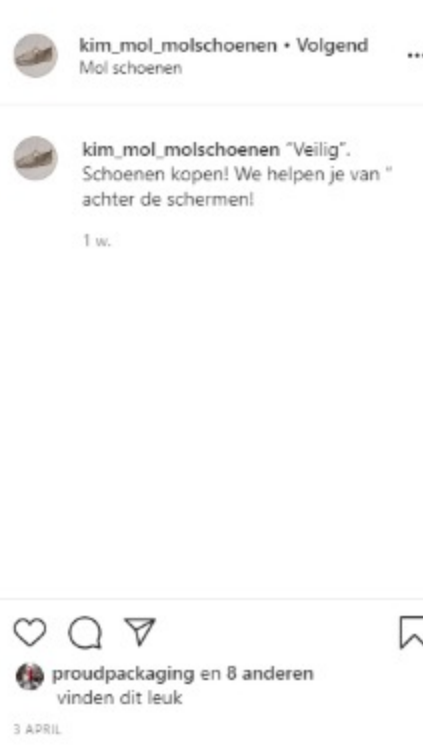 kim_mol_molschoenen • Volgend
Mol schoenen
kim_mol_molschoenen "Veilig".
Schoenen kopen! We helpen je van "
achter de schermen!
1 w.
proudpackaging en 8 anderen
vinden dit leuk
3 APRIL